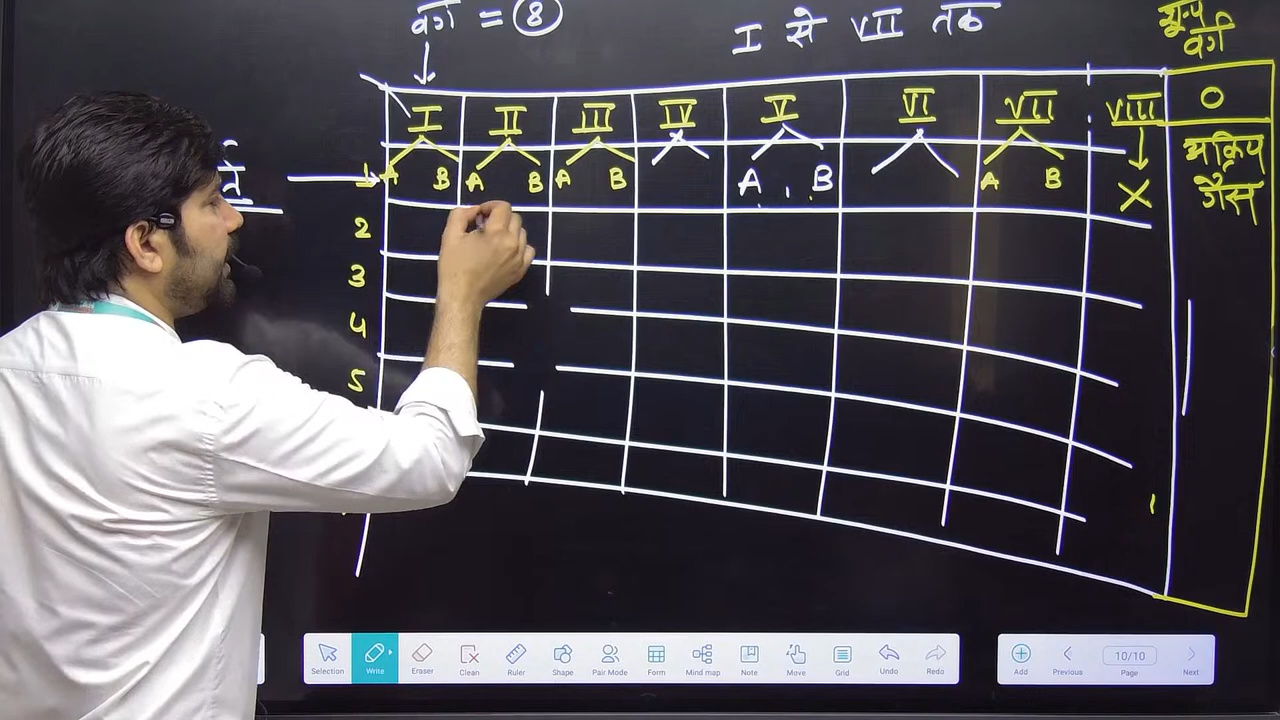 वर्ग = 8
I से VII तक
शून्य वर्ग
I II III IV V VI VII VIII 0
1 A B A B A B A , B A B X अक्रिय गैस
2
3
4
5
Selection Write Eraser Clean Ruler Shape Pair Mode Form Mind map Note Move Grid Undo Redo
Add Previous 10/10 Page Next